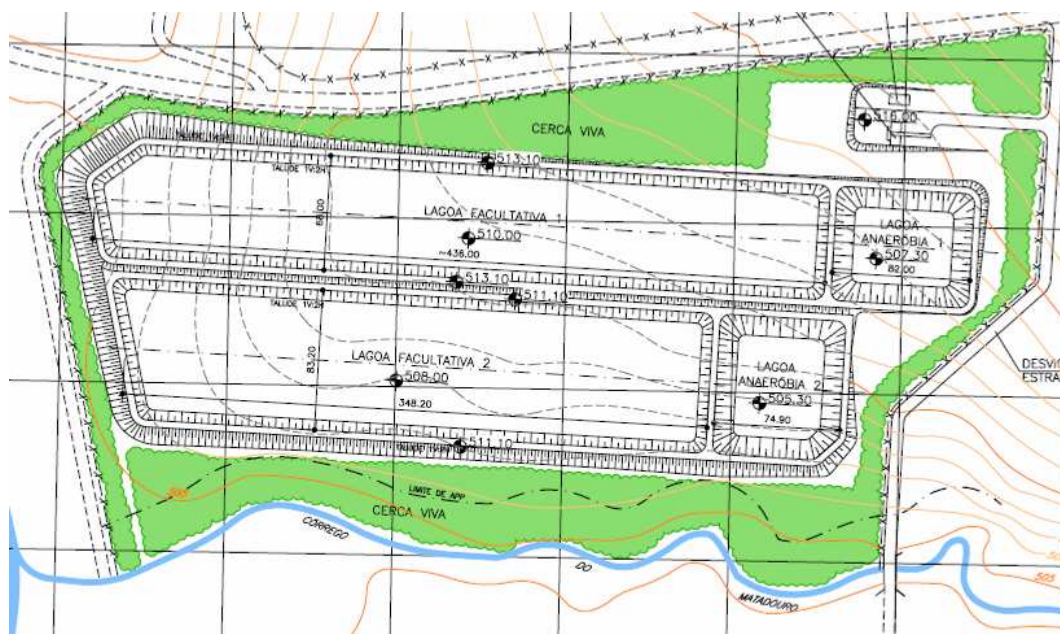 516.00
CERCA VIVA
513.10
TALUDE 1V:2H
LAGOA FACULTATIVA 1
510.00
~438.00
LAGOA
ANAERÓBIA 1
507.30
82.00
513.10
511.10
TALUDE 1V:2H
83.20
LAGOA FACULTATIVA 2
508.00
348.20
LAGOA
ANAERÓBIA 2
505.30
74.90
DESVI
ESTRA
511.10
505
LIMITE DE APP
CERCA VIVA
CÓRREGO
DO
MATADOURO
505